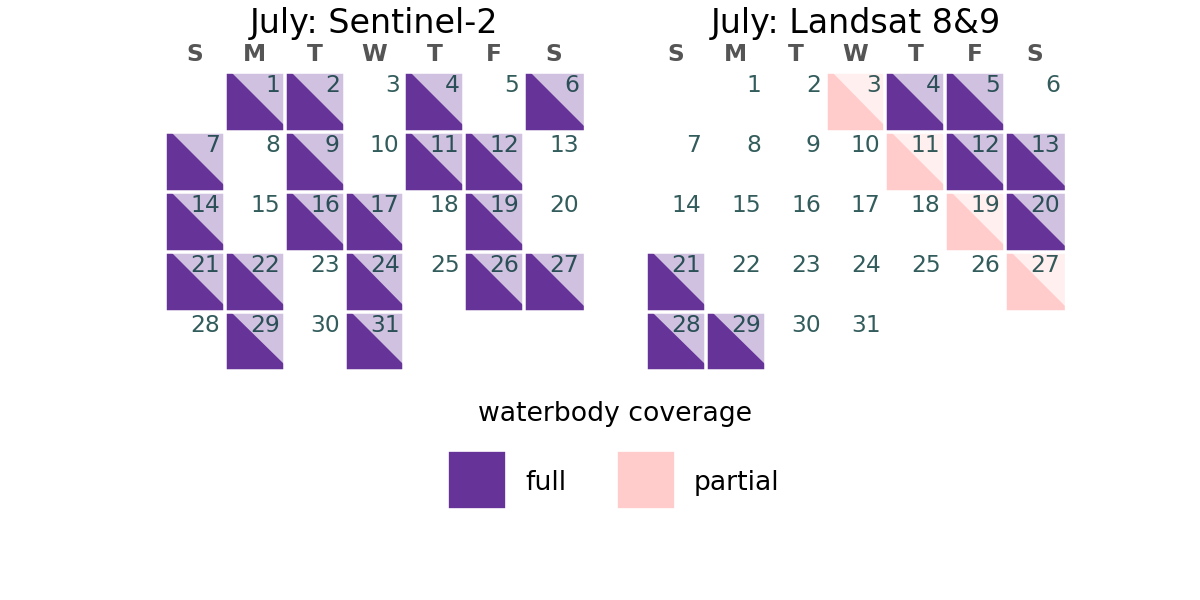 July: Sentinel-2
S M T W T F S
1 2 3 4 5 6
7 8 9 10 11 12 13
14 15 16 17 18 19 20
21 22 23 24 25 26 27
28 29 30 31
July: Landsat 8&9
S M T W T F S
1 2 3 4 5 6
7 8 9 10 11 12 13
14 15 16 17 18 19 20
21 22 23 24 25 26 27
28 29 30 31
waterbody coverage
full
partial